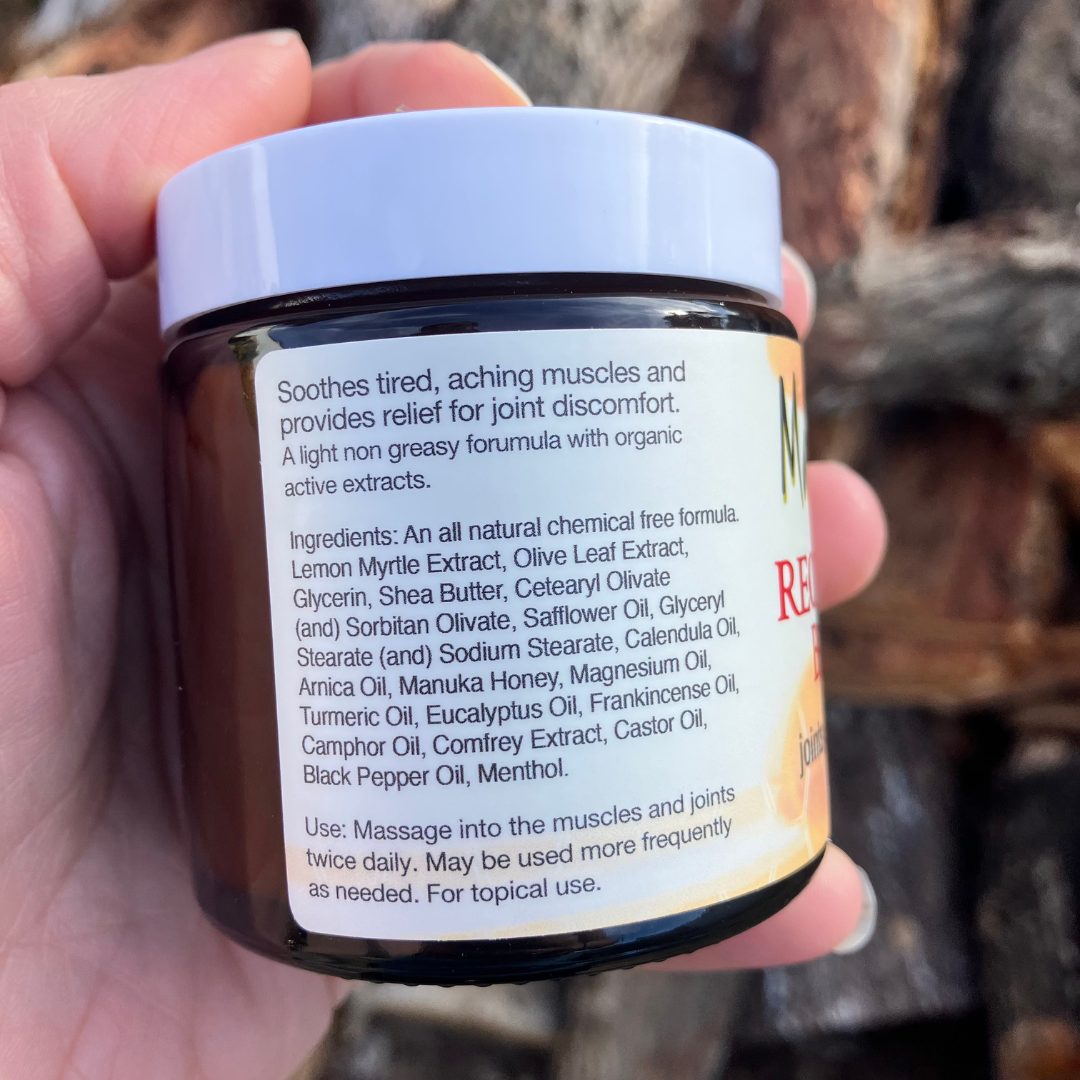 Soothes tired, aching muscles and
provides relief for joint discomfort.
A light non greasy forumula with organic
active extracts.
Ingredients: An all natural chemical free formula.
Lemon Myrtle Extract, Olive Leaf Extract,
Glycerin, Shea Butter, Cetearyl Olivate
(and) Sorbitan Olivate, Safflower Oil, Glyceryl
Stearate (and) Sodium Stearate, Calendula Oil,
Arnica Oil, Manuka Honey, Magnesium Oil,
Turmeric Oil, Eucalyptus Oil, Frankincense Oil,
Camphor Oil, Comfrey Extract, Castor Oil,
Black Pepper Oil, Menthol.
Use: Massage into the muscles and joints
twice daily. May be used more frequently
as needed. For topical use.